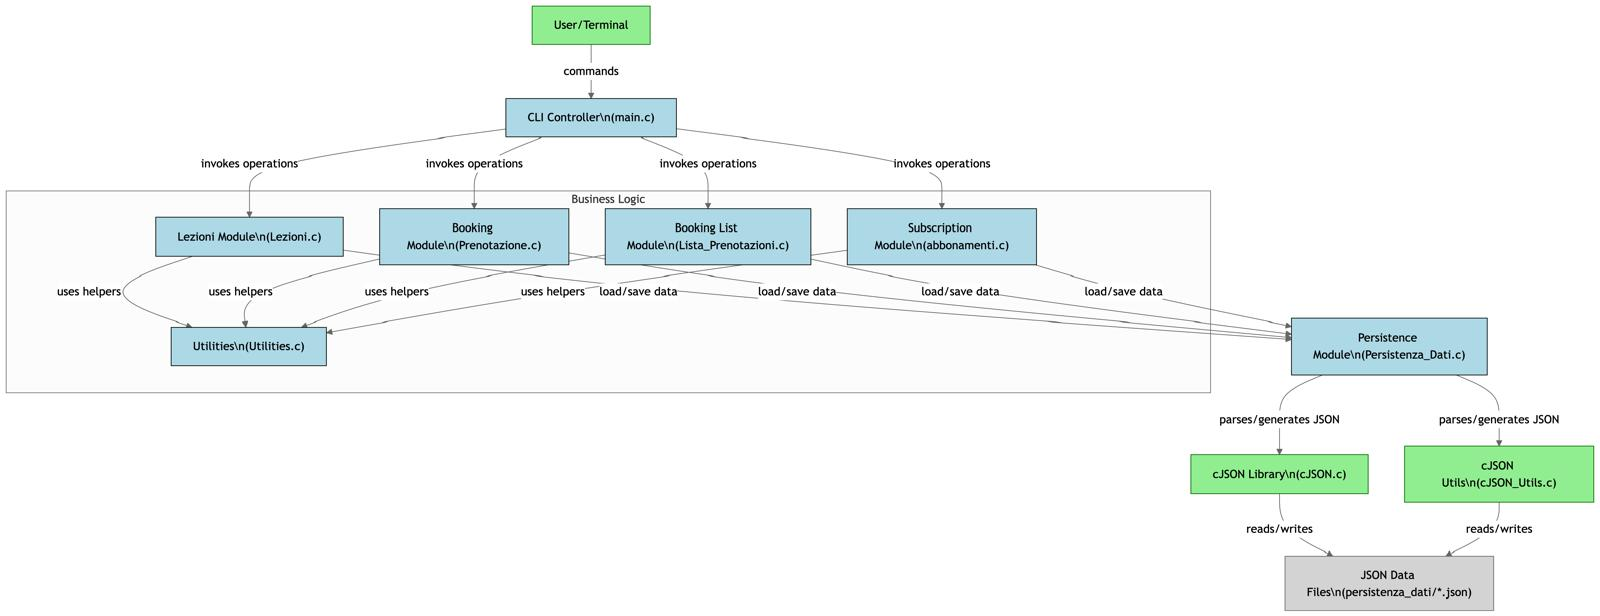 User/Terminal
commands
CLI Controller\n(main.c)
invokes operations
invokes operations
invokes operations
invokes operations
Business Logic
Lezioni Module\n(Lezioni.c)
Booking
Module\n(Prenotazione.c)
Booking List
Module\n(Lista_Prenotazioni.c)
Subscription
Module\n(abbonamenti.c)
uses helpers
uses helpers
uses helpers
uses helpers
load/save data
load/save data
load/save data
load/save data
Utilities\n(Utilities.c)
Persistence
Module\n(Persistenza_Dati.c)
parses/generates JSON
parses/generates JSON
cJSON Library\n(cJSON.c)
cJSON
Utils\n(cJSON_Utils.c)
reads/writes
reads/writes
JSON Data
Files\n(persistenza_dati/*.json)